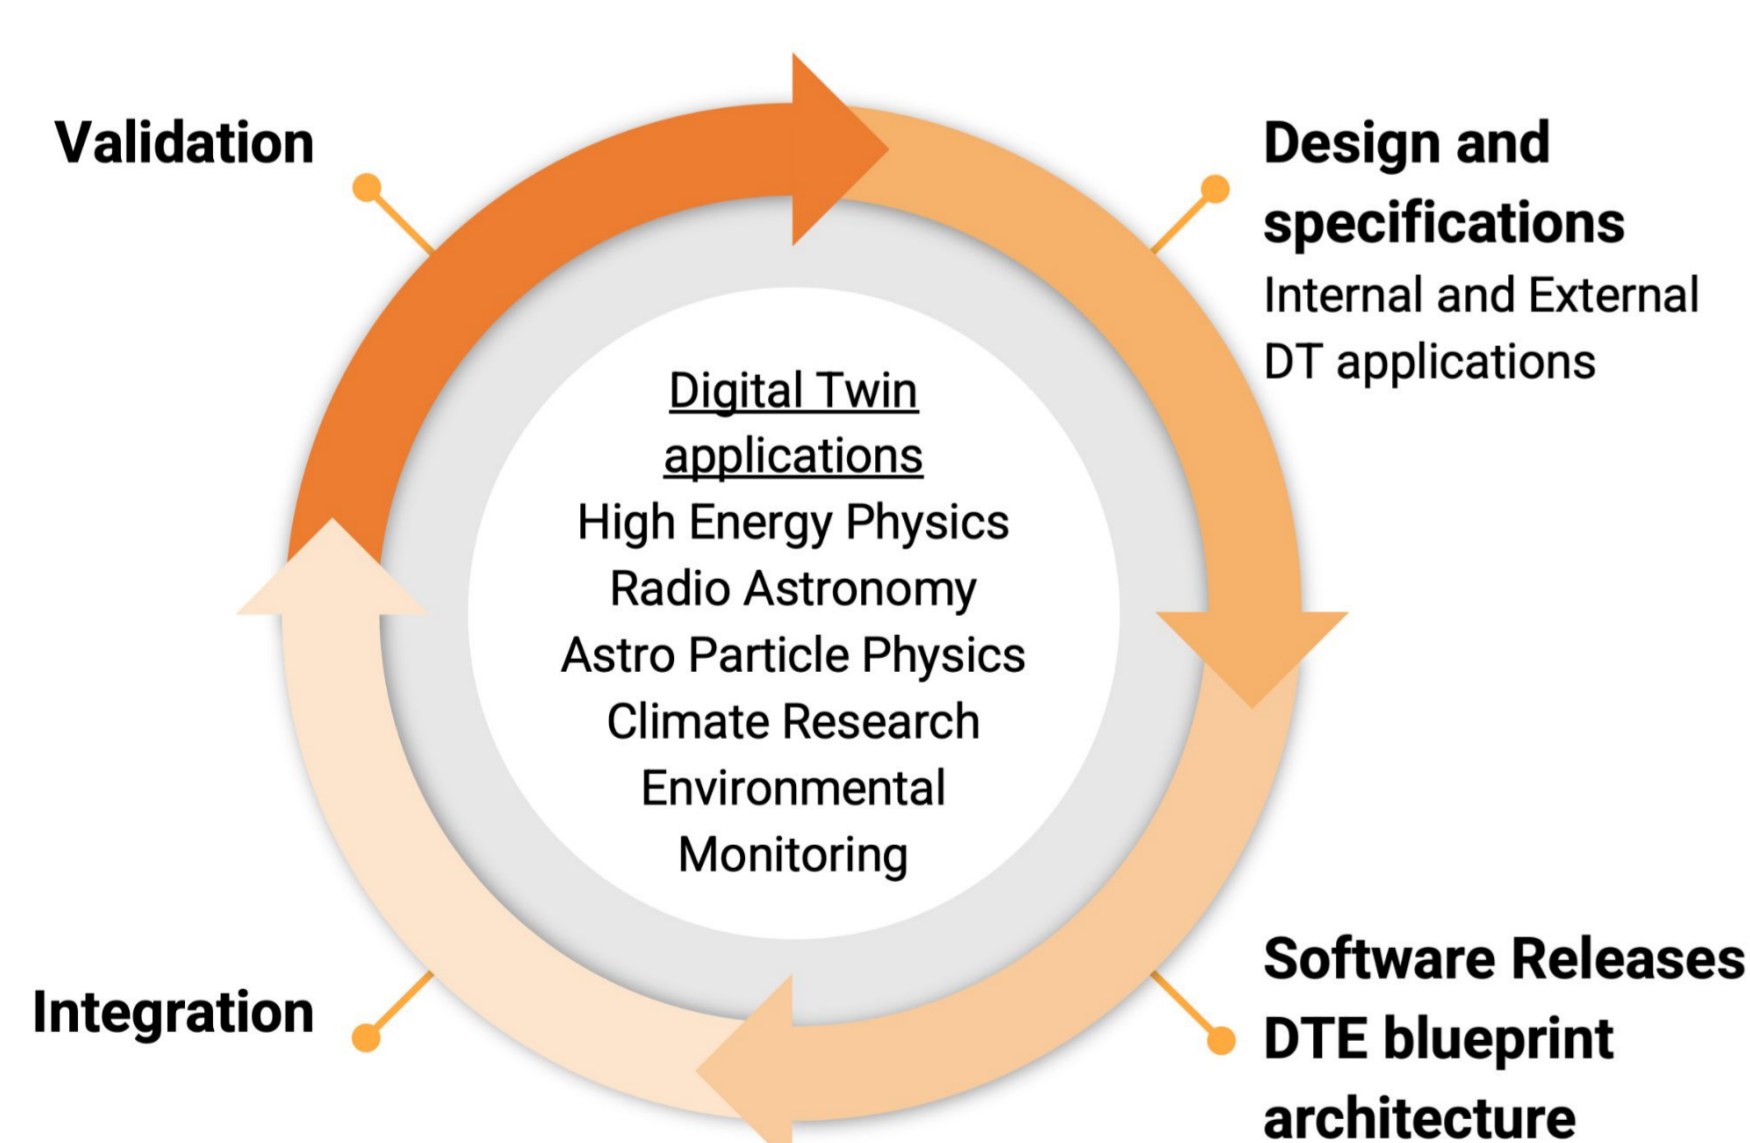 Validation
Design and
specifications
Internal and External
DT applications
Digital Twin
applications
High Energy Physics
Radio Astronomy
Astro Particle Physics
Climate Research
Environmental
Monitoring
Integration
Software Releases
DTE blueprint
architecture